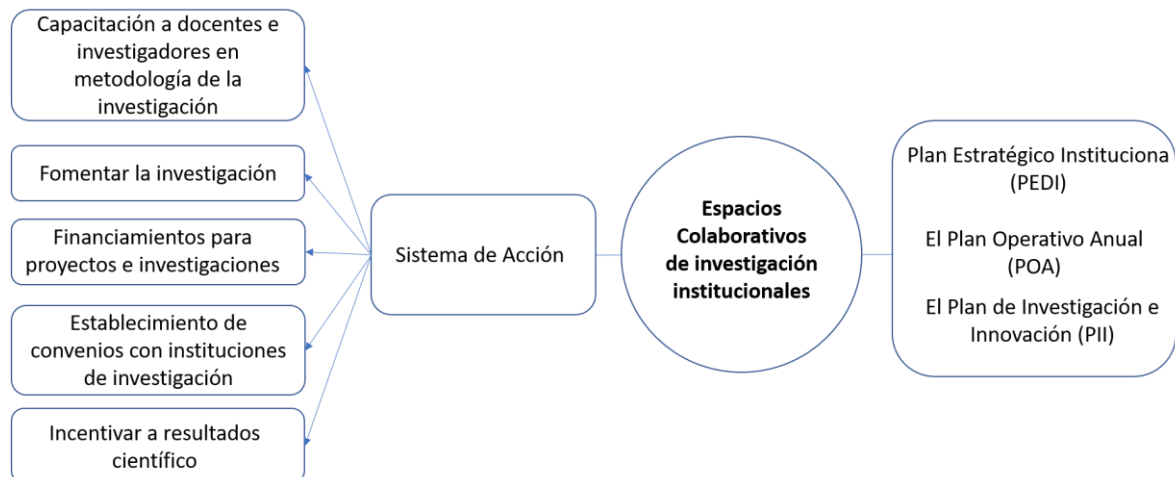 Capacitación a docentes e
investigadores en
metodología de la
investigación
Fomentar la investigación
Financiamientos para
proyectos e investigaciones
Establecimiento de
convenios con instituciones
de investigación
Incentivar a resultados
científico
Sistema de Acción
Espacios
Colaborativos
de investigación
institucionales
Plan Estratégico Instituciona
(PEDI)
El Plan Operativo Anual
(POA)
El Plan de Investigación e
Innovación (PII)